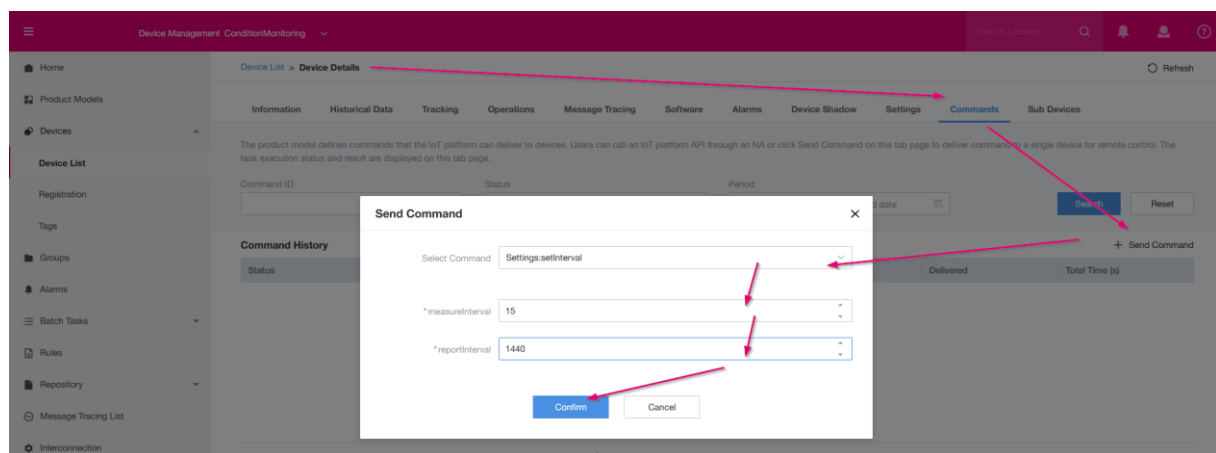 Device Management ConditionMonitoring
Search a device
Home
Product Models
Devices
Device List
Registration
Tags
Groups
Alarms
Batch Tasks
Rules
Repository
Message Tracing List
Interconnection
Device List > Device Details
Refresh
Information Historical Data Tracking Operations Message Tracing Software Alarms Device Shadow Settings Commands Sub Devices
The product model defines commands that the IoT platform can deliver to devices. Users can call an IoT platform API through an NA or click Send Command on this tab page to deliver command to a single device for remote control. The
task execution status and result are displayed on this tab page.
Command ID Status Period
date
Search Reset
Command History
+ Send Command
Status Delivered Total Time (s)
Send Command
Select Command Settings:setInterval
*measureInterval 15
*reportInterval 1440
Confirm Cancel